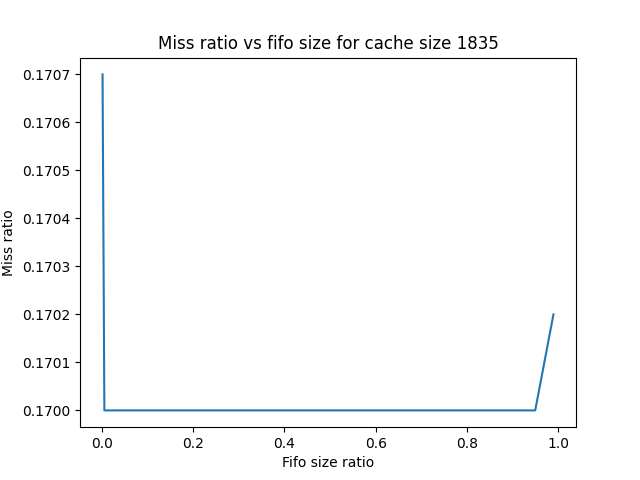 Miss ratio vs fifo size for cache size 1835
0.1707
0.1706
0.1705
0.1704
0.1703
0.1702
0.1701
0.1700
Miss ratio
0.0 0.2 0.4 0.6 0.8 1.0
Fifo size ratio